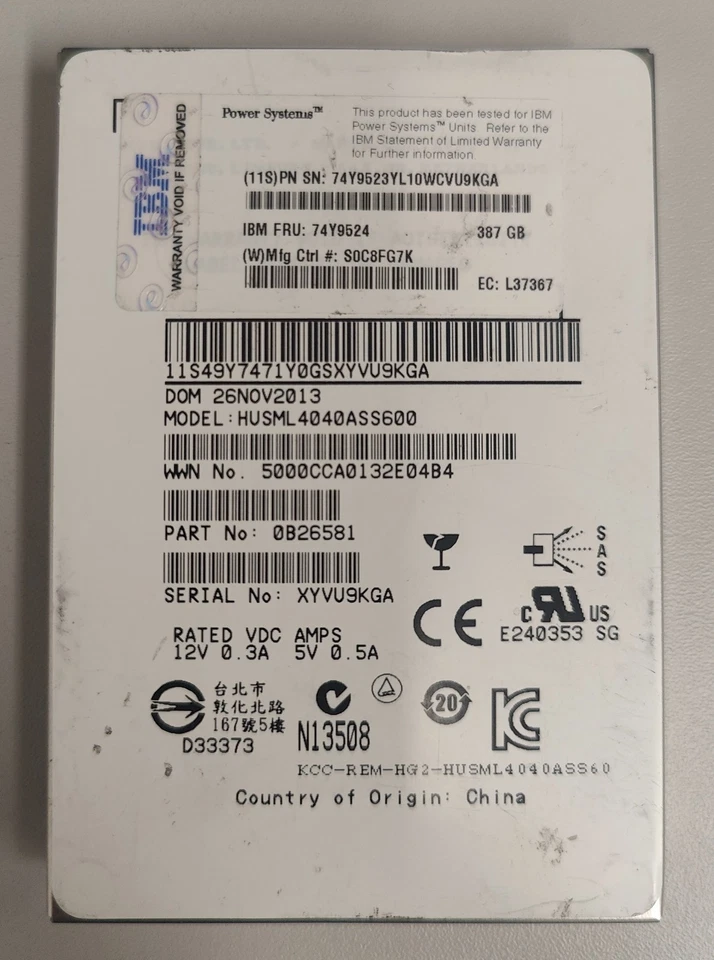 IBM
WARRANTY VOID IF REMOVED
Power Systems™
This product has been tested for IBM
Power Systems™ Units. Refer to the
IBM Statement of Limited Warranty
for Further information.
(11S)PN SN: 74Y9523YL10WCVU9KGA
IBM FRU: 74Y9524 387 GB
(W)Mfg Ctrl #: S0C8FG7K
EC: L37367
11S49Y7471Y0GSXYVU9KGA
DOM 26NOV2013
MODEL:HUSML4040ASS600
WWN No. 5000CCA0132E04B4
PART No: 0B26581
SERIAL No: XYVU9KGA
SAS
CE
c RU US
E240353 SG
RATED VDC AMPS
12V 0.3A 5V 0.5A
台北市
敦化北路
167號5樓
D33373
N13508
20
KCC-REM-HG2-HUSML4040ASS60
Country of Origin: China